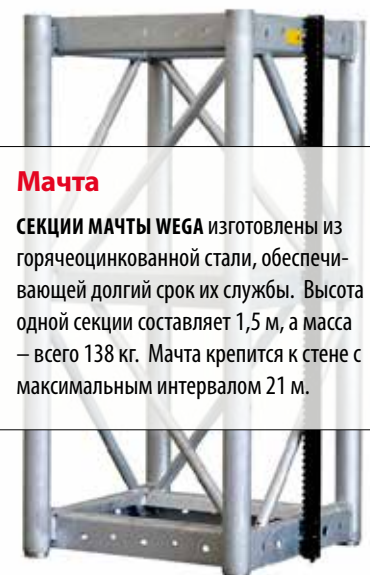 Мачта
СЕКЦИИ МАЧТЫ WEGA изготовлены из
горячеоцинкованной стали, обеспечи-
вающей долгий срок их службы. Высота
одной секции составляет 1,5 м, а масса
– всего 138 кг. Мачта крепится к стене с
максимальным интервалом 21 м.